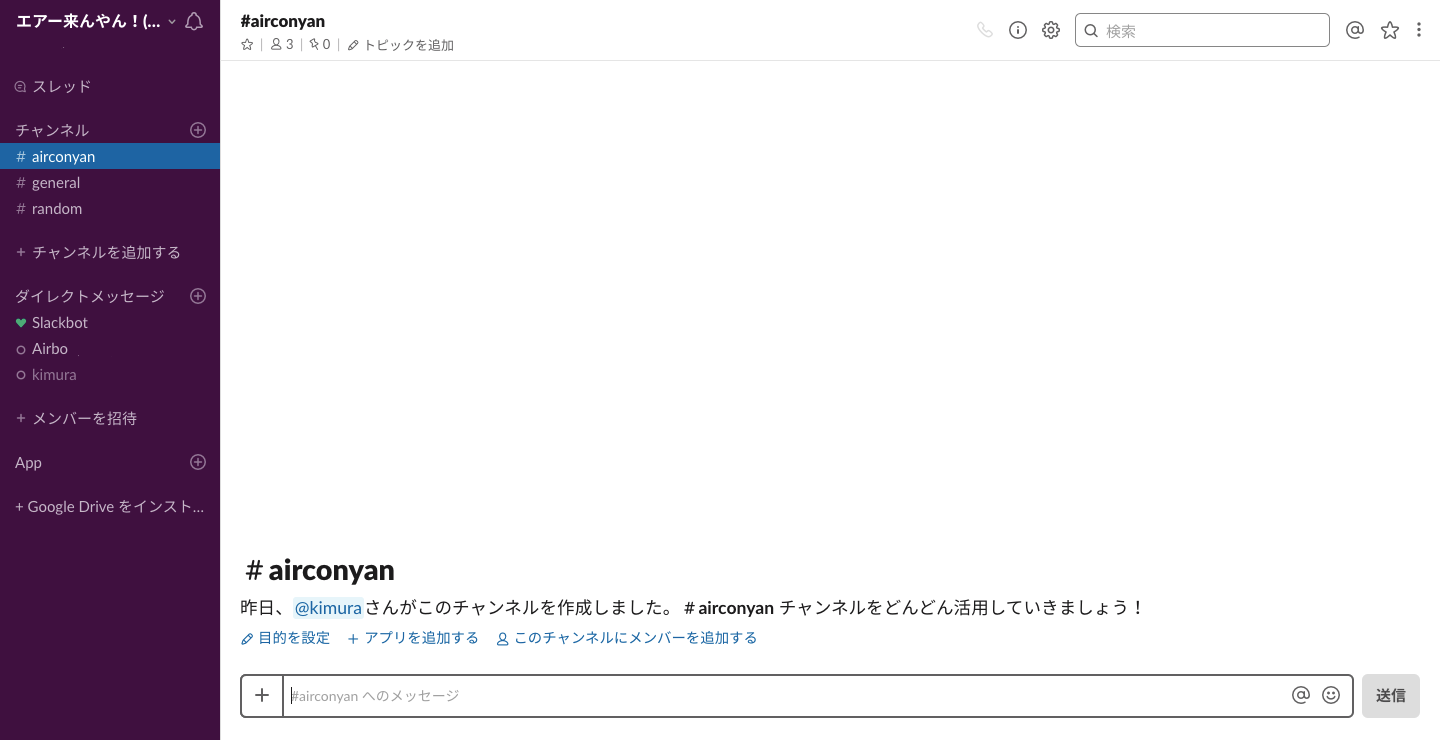 エアー来んやん！(...
スレッド
チャンネル
# airconyan
# general
# random
+ チャンネルを追加する
ダイレクトメッセージ
Slackbot
Airbo
kimura
+ メンバーを招待
App
+ Google Drive をインスト...
#airconyan
3
0
トピックを追加
検索
# airconyan
昨日、@kimuraさんがこのチャンネルを作成しました。 # airconyan チャンネルをどんどん活用していきましょう！
目的を設定 + アプリを追加する このチャンネルにメンバーを追加する
#airconyan へのメッセージ
送信